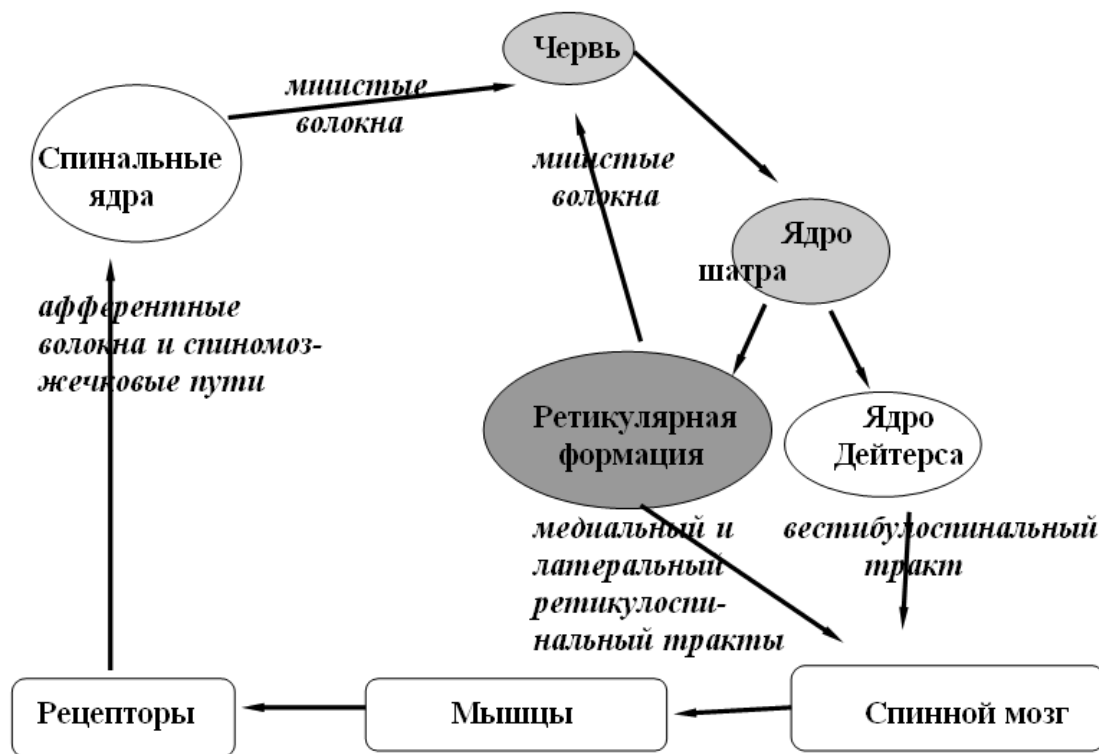 Червь
мшистые
волокна
Спинальные
ядра
мшистые
волокна
Ядро
шатра
афферентные
волокна и спиномоз-
жечковые пути
Ретикулярная
формация
Ядро
Дейтерса
медиальный и
латеральный
ретикулоспи-
нальный тракты
вестибулоспинальный
тракт
Рецепторы
Мышцы
Спинной мозг